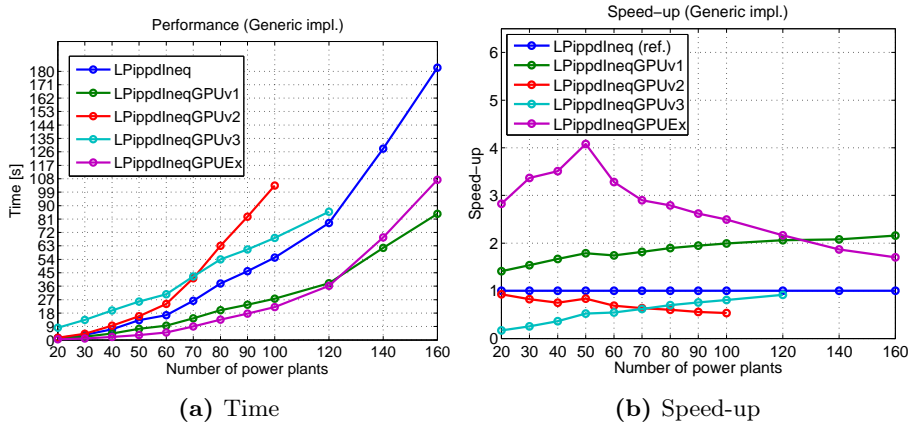 Performance (Generic impl.)
180
171
162
153
144
135
126
117
108
99
90
81
72
63
54
45
36
27
18
9
0
Time [s]
LPippdIneq
LPippdIneqGPUv1
LPippdIneqGPUv2
LPippdIneqGPUv3
LPippdIneqGPUEx
20 30 40 50 60 70 80 90 100 120 140 160
Number of power plants
(a) Time
Speed-up (Generic impl.)
6
5
4
3
2
1
0
Speed-up
LPippdIneq (ref.)
LPippdIneqGPUv1
LPippdIneqGPUv2
LPippdIneqGPUv3
LPippdIneqGPUEx
20 30 40 50 60 70 80 90 100 120 140 160
Number of power plants
(b) Speed-up